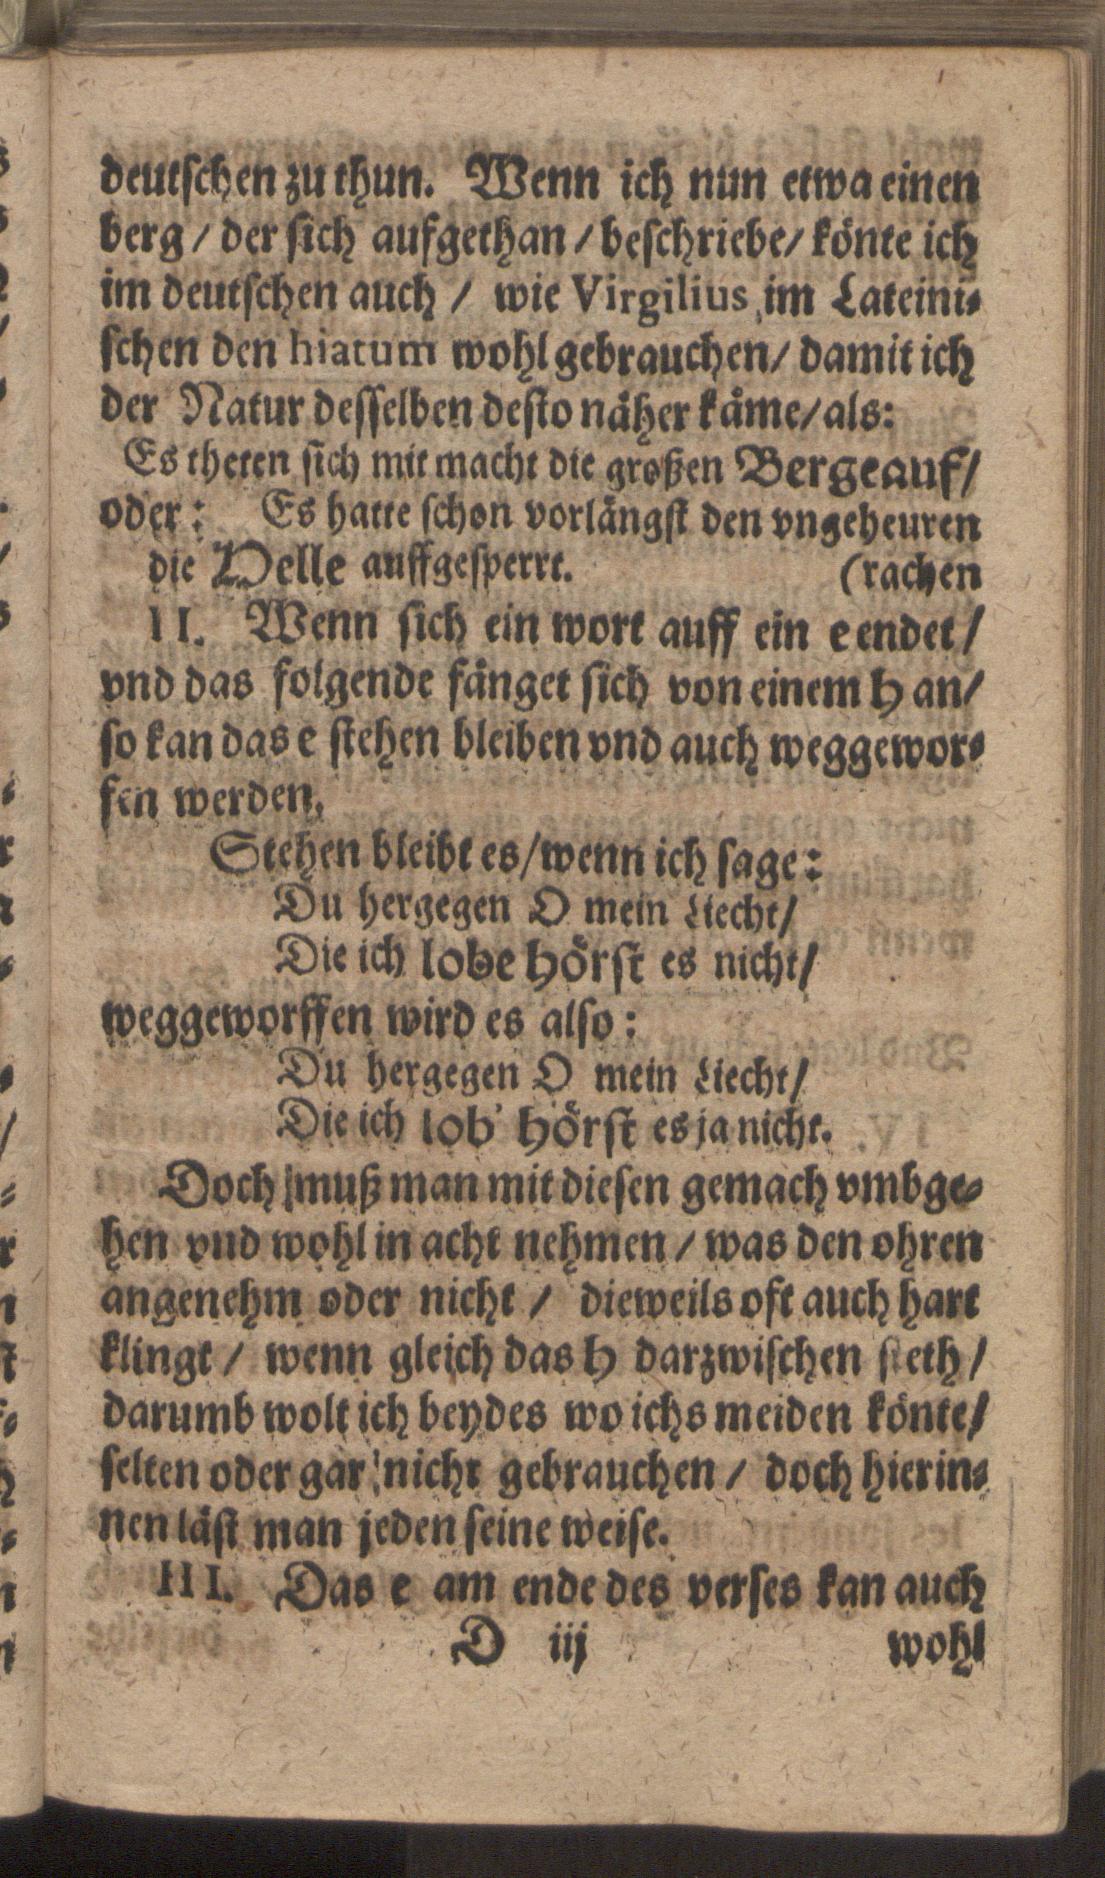 deutschen zu thun. Wenn ich nun etwa einen
berg / der sich aufgethan / beschriebe / könte ich
im deutschen auch / wie Virgilius im Lateini⸗
schen den hiatum wohl gebrauchen / damit ich
der Natur desselben desto näher käme / als:
Es theten sich mit macht die großen Berge auf /
oder: Es hatte schon vorlängst den vngeheuren
die Helle auffgesperrt. (rachen
II. Wenn sich ein wort auff ein e endet /
vnd das folgende fänget sich von einem h an /
so kan das e stehen bleiben vnd auch weggewor⸗
fen werden.
Stehen bleibt es / wenn ich sage:
Du hergegen O mein Liecht /
Die ich lobe hörst es nicht /
weggeworffen wird es also:
Du hergegen O mein Liecht /
Die ich lob' hörst es ja nicht.
Doch muß man mit diesen gemach vmbge⸗
hen vnd wohl in acht nehmen / was den ohren
angenehm oder nicht / dieweils oft auch hart
klingt / wenn gleich das h darzwischen steth /
darumb wolt ich beydes wo ichs meiden könte /
selten oder gar nicht gebrauchen / doch hierin⸗
nen läst man jeden seine weise.
III. Das e am ende des verses kan auch
D iij wohl